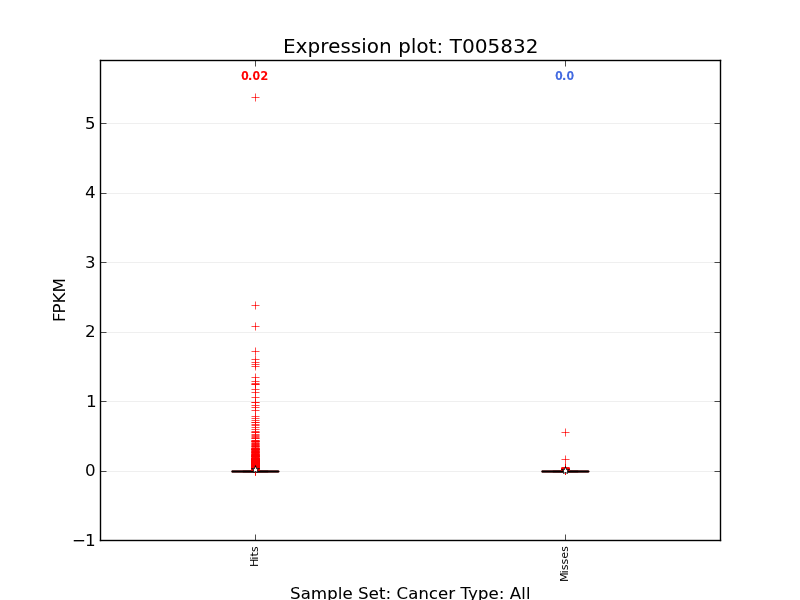 Expression plot: T005832
0.02
0.0
5
4
3
2
1
0
−1
FPKM
Hits
Misses
Sample Set: Cancer Type: All